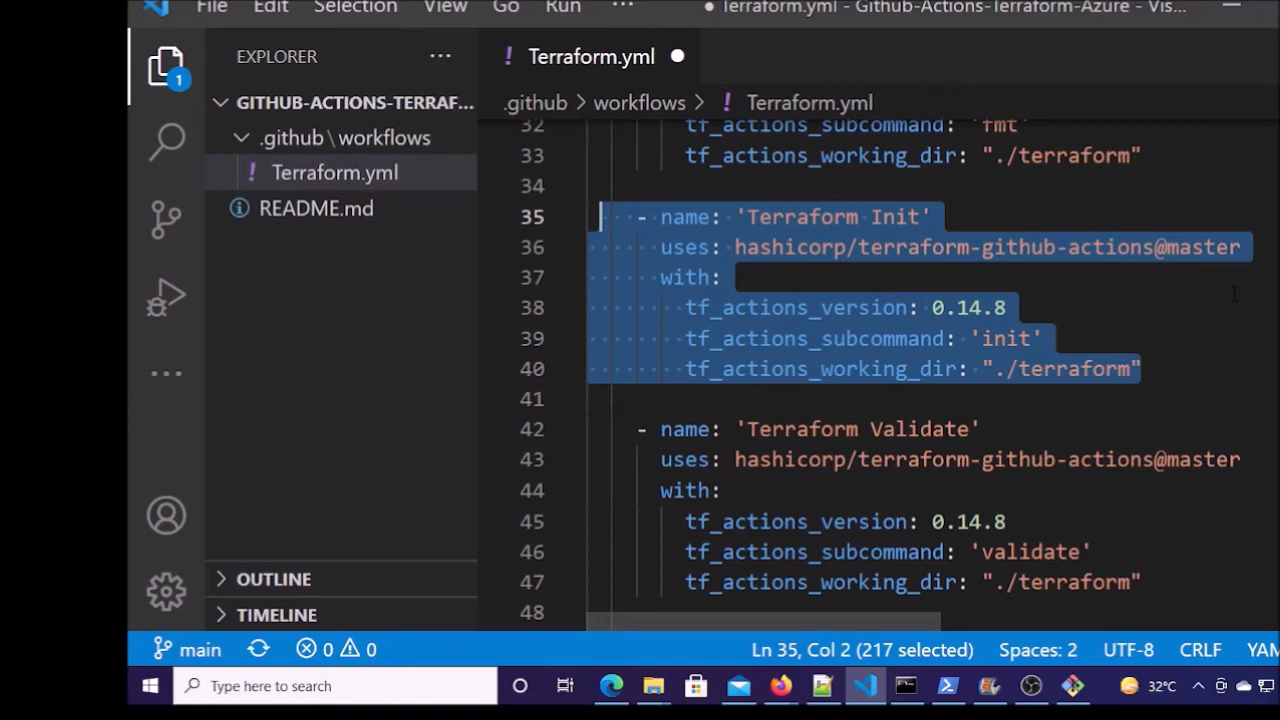 File Edit Selection View Go Run ··· ● Terraform.yml - Github-Actions-Terraform-Azure - Vis...
EXPLORER ···
! Terraform.yml ●
GITHUB-ACTIONS-TERRAF...
.github > workflows > ! Terraform.yml
.github \ workflows
! Terraform.yml
README.md
1
32 tf_actions_subcommand: 'fmt'
33 tf_actions_working_dir: "./terraform"
34
35 - name: 'Terraform Init'
36 uses: hashicorp/terraform-github-actions@master
37 with:
38 tf_actions_version: 0.14.8
39 tf_actions_subcommand: 'init'
40 tf_actions_working_dir: "./terraform"
41
42 - name: 'Terraform Validate'
43 uses: hashicorp/terraform-github-actions@master
44 with:
45 tf_actions_version: 0.14.8
46 tf_actions_subcommand: 'validate'
47 tf_actions_working_dir: "./terraform"
48
OUTLINE
TIMELINE
main 0 0 Ln 35, Col 2 (217 selected) Spaces: 2 UTF-8 CRLF YAM
Type here to search 32°C